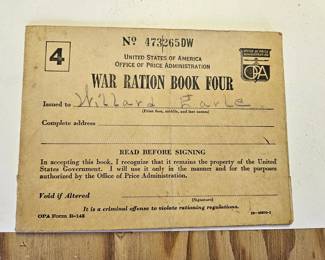 4
Nº 473265DW
UNITED STATES OF AMERICA
OFFICE OF PRICE ADMINISTRATION
OPA
WAR RATION BOOK FOUR
Issued to Willard Earle
(Print first, middle, and last names)
Complete address
READ BEFORE SIGNING
In accepting this book, I recognize that it remains the property of the United
States Government. I will use it only in the manner and for the purposes
authorized by the Office of Price Administration.
Void if Altered
(Signature)
It is a criminal offense to violate rationing regulations.
OPA Form R-145